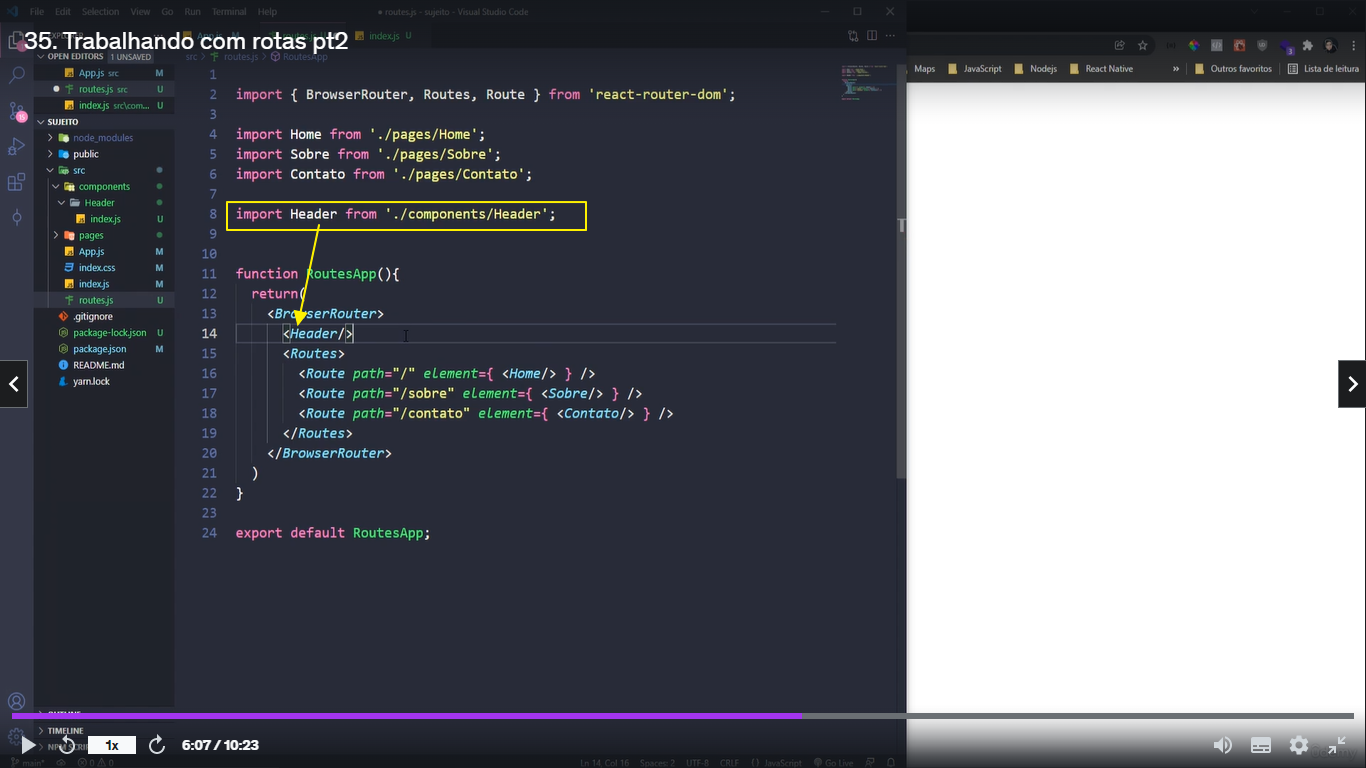 File Edit Selection View Go Run Terminal Help
● routes.js - sujeito - Visual Studio Code
35. Trabalhando com rotas pt2
index.js U
OPEN EDITORS 1 UNSAVED
src > routes.js > RoutesApp
App.js src M
routes.js src U
index.js src\com... U
SUJEITO
node_modules
public
src
components
Header
index.js U
pages
App.js M
index.css M
index.js M
routes.js U
.gitignore
package-lock.json U
package.json M
README.md
yarn.lock
OUTLINE
TIMELINE
1
2 import { BrowserRouter, Routes, Route } from 'react-router-dom';
3
4 import Home from './pages/Home';
5 import Sobre from './pages/Sobre';
6 import Contato from './pages/Contato';
7
8 import Header from './components/Header';
9
10
11 function RoutesApp(){
12 return(
13 <BrowserRouter>
14 <Header/>
15 <Routes>
16 <Route path="/" element={ <Home/> } />
17 <Route path="/sobre" element={ <Sobre/> } />
18 <Route path="/contato" element={ <Contato/> } />
19 </Routes>
20 </BrowserRouter>
21 )
22 }
23
24 export default RoutesApp;
Maps JavaScript Nodejs React Native » Outros favoritos Lista de leitura
1x 6:07 / 10:23
main* 0 0 Ln 14, Col 16 Spaces: 2 UTF-8 CRLF {} JavaScript Go Live